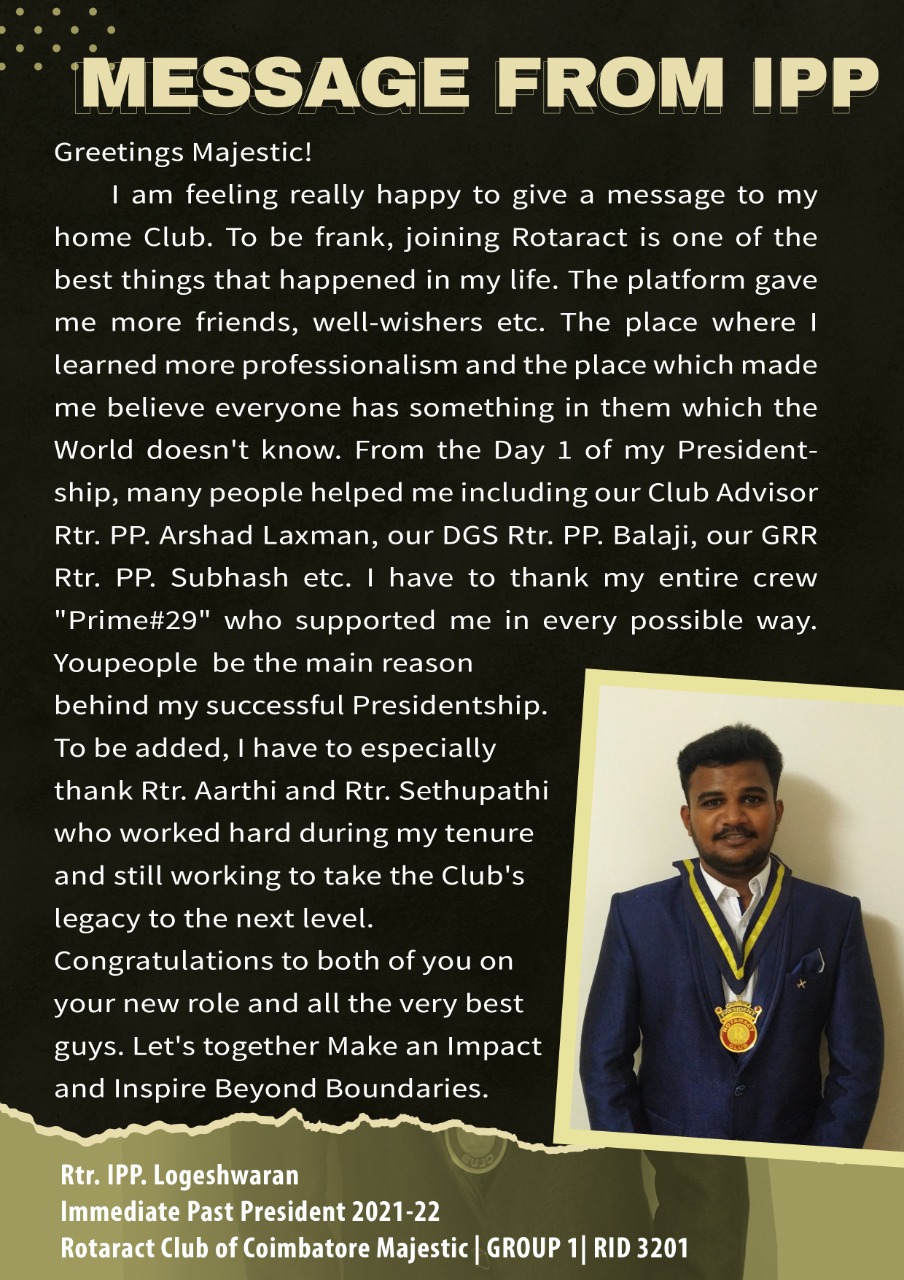 MESSAGE FROM IPP
Greetings Majestic!
I am feeling really happy to give a message to my
home Club. To be frank, joining Rotaract is one of the
best things that happened in my life. The platform gave
me more friends, well-wishers etc. The place where I
learned more professionalism and the place which made
me believe everyone has something in them which the
World doesn't know. From the Day 1 of my President-
ship, many people helped me including our Club Advisor
Rtr. PP. Arshad Laxman, our DGS Rtr. PP. Balaji, our GRR
Rtr. PP. Subhash etc. I have to thank my entire crew
"Prime#29" who supported me in every possible way.
Youpeople be the main reason
behind my successful Presidentship.
To be added, I have to especially
thank Rtr. Aarthi and Rtr. Sethupathi
who worked hard during my tenure
and still working to take the Club's
legacy to the next level.
Congratulations to both of you on
your new role and all the very best
guys. Let's together Make an Impact
and Inspire Beyond Boundaries.
PRESIDENT
ROTARACT
CLUB
Rtr. IPP. Logeshwaran
Immediate Past President 2021-22
Rotaract Club of Coimbatore Majestic | GROUP 1| RID 3201